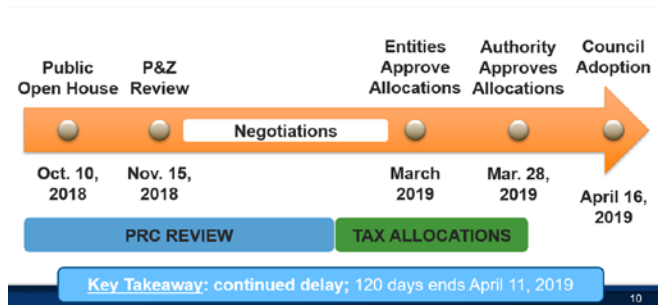 Public
Open House
P&Z
Review
Entities
Approve
Allocations
Authority
Approves
Allocations
Council
Adoption
Negotiations
Oct. 10,
2018
Nov. 15,
2018
March
2019
Mar. 28,
2019
April 16,
2019
PRC REVIEW
TAX ALLOCATIONS
Key Takeaway: continued delay; 120 days ends April 11, 2019
10